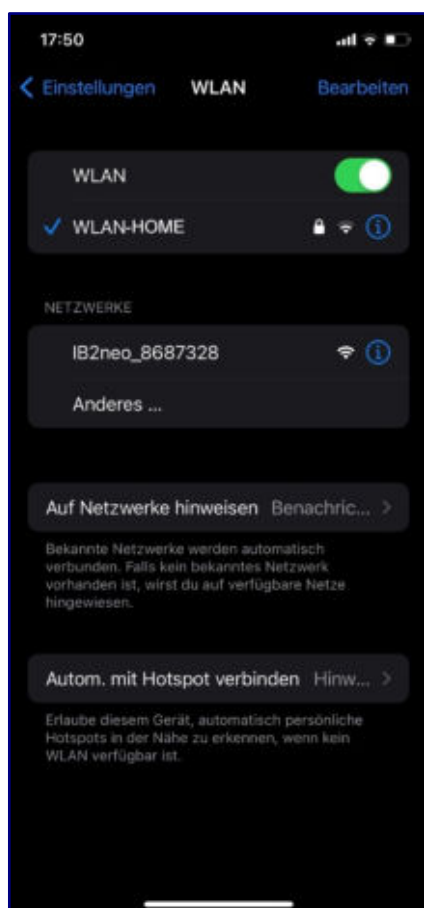 17:50
Einstellungen WLAN Bearbeiten
WLAN
WLAN-HOME
NETZWERKE
IB2neo_8687328
Anderes ...
Auf Netzwerke hinweisen Benachric...
Bekannte Netzwerke werden automatisch
verbunden. Falls kein bekanntes Netzwerk
vorhanden ist, wirst du auf verfügbare Netze
hingewiesen.
Autom. mit Hotspot verbinden Hinw...
Erlaube diesem Gerät, automatisch persönliche
Hotspots in der Nähe zu erkennen, wenn kein
WLAN verfügbar ist.